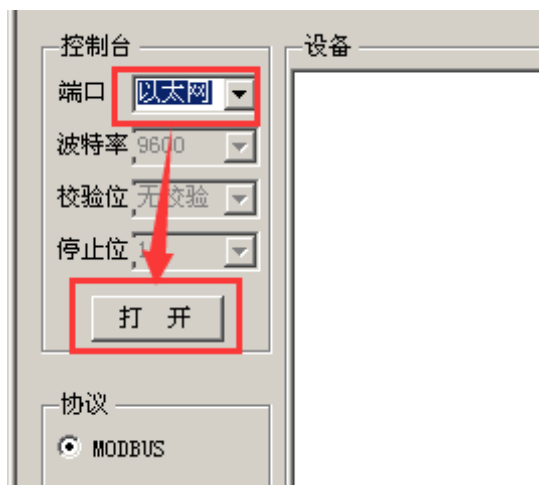 控制台
设备
端口 以太网
波特率 9600
校验位 无校验
停止位 1
打 开
协议
MODBUS